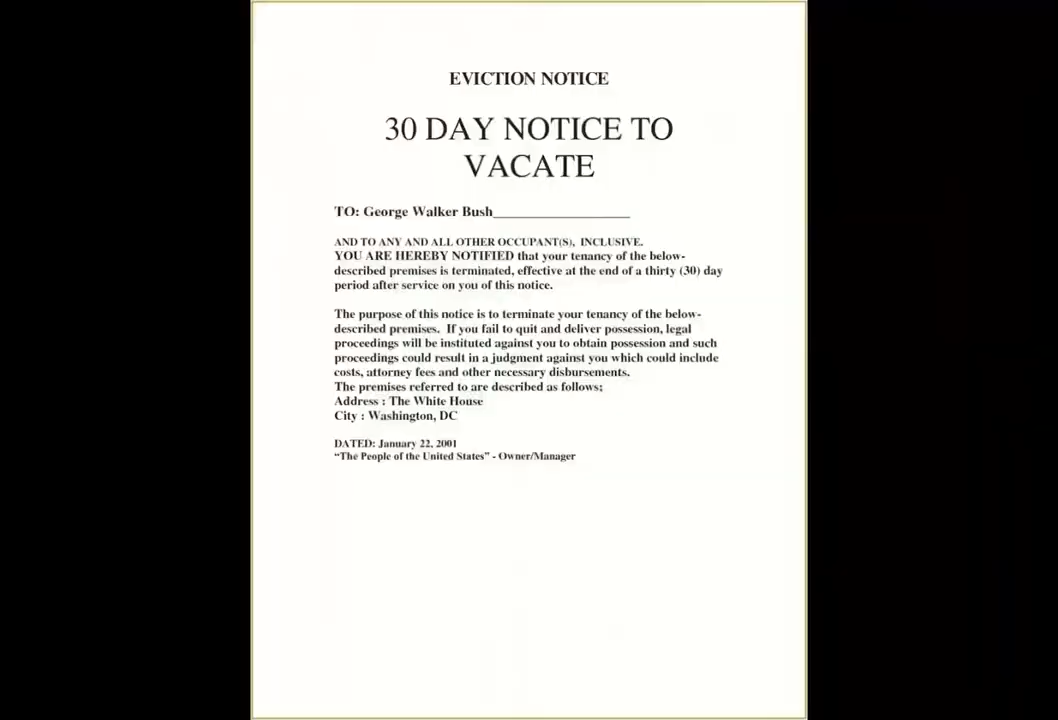 EVICTION NOTICE
30 DAY NOTICE TO
VACATE
TO: George Walker Bush___________________
AND TO ANY AND ALL OTHER OCCUPANT(S), INCLUSIVE.
YOU ARE HEREBY NOTIFIED that your tenancy of the below-
described premises is terminated, effective at the end of a thirty (30) day
period after service on you of this notice.
The purpose of this notice is to terminate your tenancy of the below-
described premises. If you fail to quit and deliver possession, legal
proceedings will be instituted against you to obtain possession and such
proceedings could result in a judgment against you which could include
costs, attorney fees and other necessary disbursements.
The premises referred to are described as follows;
Address : The White House
City : Washington, DC
DATED: January 22, 2001
“The People of the United States” - Owner/Manager